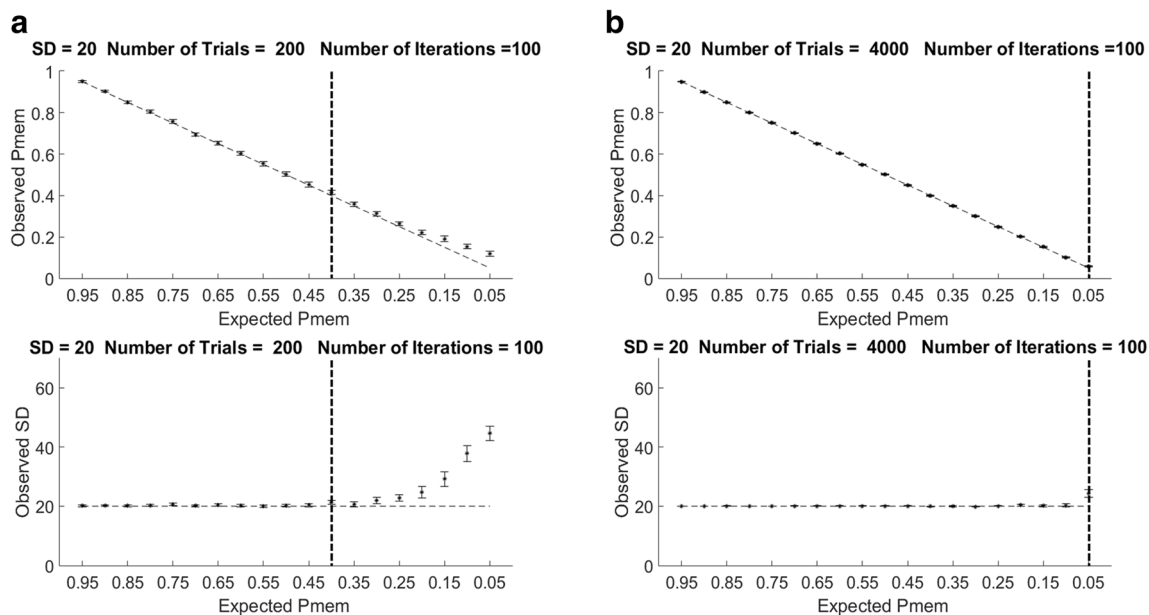 a
SD = 20 Number of Trials = 200 Number of Iterations =100
Observed Pmem
1
0.8
0.6
0.4
0.2
0
0.95 0.85 0.75 0.65 0.55 0.45 0.35 0.25 0.15 0.05
Expected Pmem
SD = 20 Number of Trials = 200 Number of Iterations = 100
Observed SD
60
40
20
0
0.95 0.85 0.75 0.65 0.55 0.45 0.35 0.25 0.15 0.05
Expected Pmem
b
SD = 20 Number of Trials = 4000 Number of Iterations =100
Observed Pmem
1
0.8
0.6
0.4
0.2
0
0.95 0.85 0.75 0.65 0.55 0.45 0.35 0.25 0.15 0.05
Expected Pmem
SD = 20 Number of Trials = 4000 Number of Iterations = 100
Observed SD
60
40
20
0
0.95 0.85 0.75 0.65 0.55 0.45 0.35 0.25 0.15 0.05
Expected Pmem